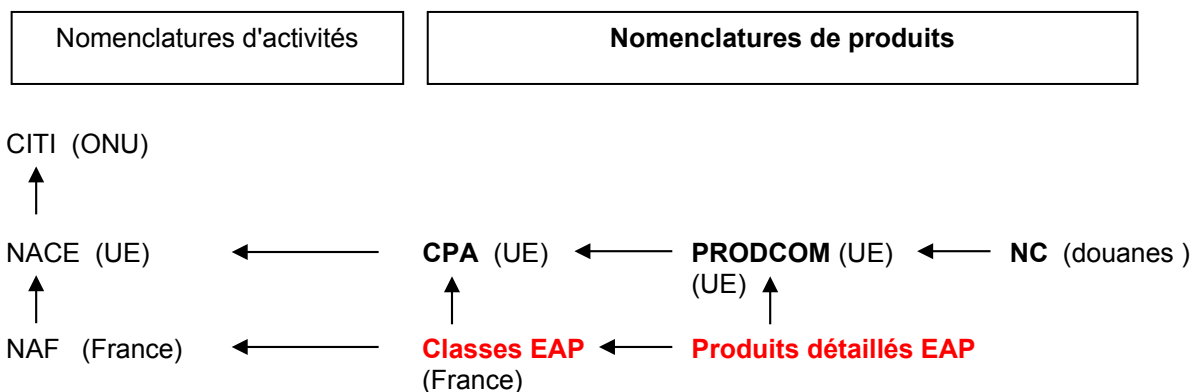 Nomenclatures d'activités
Nomenclatures de produits
CITI (ONU)
NACE (UE)
CPA (UE)
PRODCOM (UE)
(UE)
NC (douanes )
NAF (France)
Classes EAP
(France)
Produits détaillés EAP